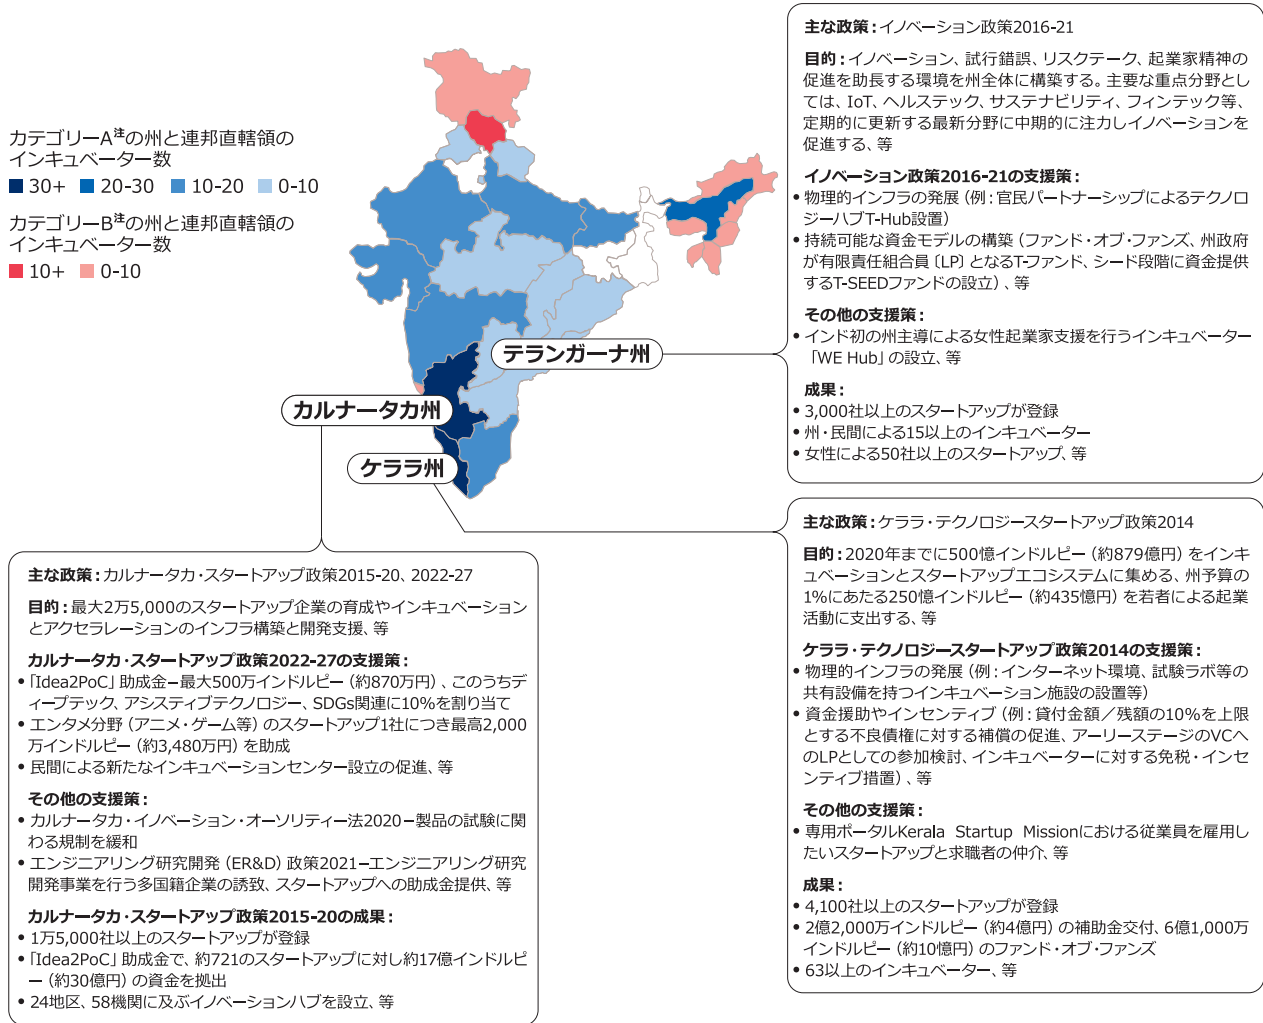 カテゴリーA注の州と連邦直轄領の
インキュベーター数
30+ 20-30 10-20 0-10
カテゴリーB注の州と連邦直轄領の
インキュベーター数
10+ 0-10
テランガーナ州
カルナータカ州
ケララ州
主な政策：イノベーション政策2016-21
目的：イノベーション、試行錯誤、リスクテーク、起業家精神の
促進を助長する環境を州全体に構築する。主要な重点分野とし
ては、IoT、ヘルステック、サステナビリティ、フィンテック等、
定期的に更新する最新分野に中期的に注力しイノベーションを
促進する、等
イノベーション政策2016-21の支援策：
• 物理的インフラの発展（例：官民パートナーシップによるテクノロ
ジーハブT-Hub設置）
• 持続可能な資金モデルの構築（ファンド・オブ・ファンズ、州政府
が有限責任組合員〔LP〕となるT-ファンド、シード段階に資金提供
するT-SEEDファンドの設立）、等
その他の支援策：
• インド初の州主導による女性起業家支援を行うインキュベーター
「WE Hub」の設立、等
成果：
• 3,000社以上のスタートアップが登録
• 州・民間による15以上のインキュベーター
• 女性による50社以上のスタートアップ、等
主な政策：カルナータカ・スタートアップ政策2015-20、2022-27
目的：最大2万5,000のスタートアップ企業の育成やインキュベーション
とアクセラレーションのインフラ構築と開発支援、等
カルナータカ・スタートアップ政策2022-27の支援策：
• 「Idea2PoC」助成金−最大500万インドルピー（約870万円）、このうちデ
ィープテック、アシスティブテクノロジー、SDGs関連に10%を割り当て
• エンタメ分野（アニメ・ゲーム等）のスタートアップ1社につき最高2,000
万インドルピー（約3,480万円）を助成
• 民間による新たなインキュベーションセンター設立の促進、等
その他の支援策：
• カルナータカ・イノベーション・オーソリティー法2020−製品の試験に関
わる規制を緩和
• エンジニアリング研究開発（ER&D）政策2021−エンジニアリング研究
開発事業を行う多国籍企業の誘致、スタートアップへの助成金提供、等
カルナータカ・スタートアップ政策2015-20の成果：
• 1万5,000社以上のスタートアップが登録
• 「Idea2PoC」助成金で、約721のスタートアップに対し約17億インドルピ
ー（約30億円）の資金を拠出
• 24地区、58機関に及ぶイノベーションハブを設立、等
主な政策：ケララ・テクノロジースタートアップ政策2014
目的：2020年までに500億インドルピー（約879億円）をインキ
ュベーションとスタートアップエコシステムに集める、州予算の
1%にあたる250億インドルピー（約435億円）を若者による起業
活動に支出する、等
ケララ・テクノロジースタートアップ政策2014の支援策：
• 物理的インフラの発展（例：インターネット環境、試験ラボ等の
共有設備を持つインキュベーション施設の設置等）
• 資金援助やインセンティブ（例：貸付金額／残額の10%を上限
とする不良債権に対する補償の促進、アーリーステージのVCへ
のLPとしての参加検討、インキュベーターに対する免税・インセ
ンティブ措置）、等
その他の支援策：
• 専用ポータルKerala Startup Missionにおける従業員を雇用し
たいスタートアップと求職者の仲介、等
成果：
• 4,100社以上のスタートアップが登録
• 2億2,000万インドルピー（約4億円）の補助金交付、6億1,000万
インドルピー（約10億円）のファンド・オブ・ファンズ
• 63以上のインキュベーター、等